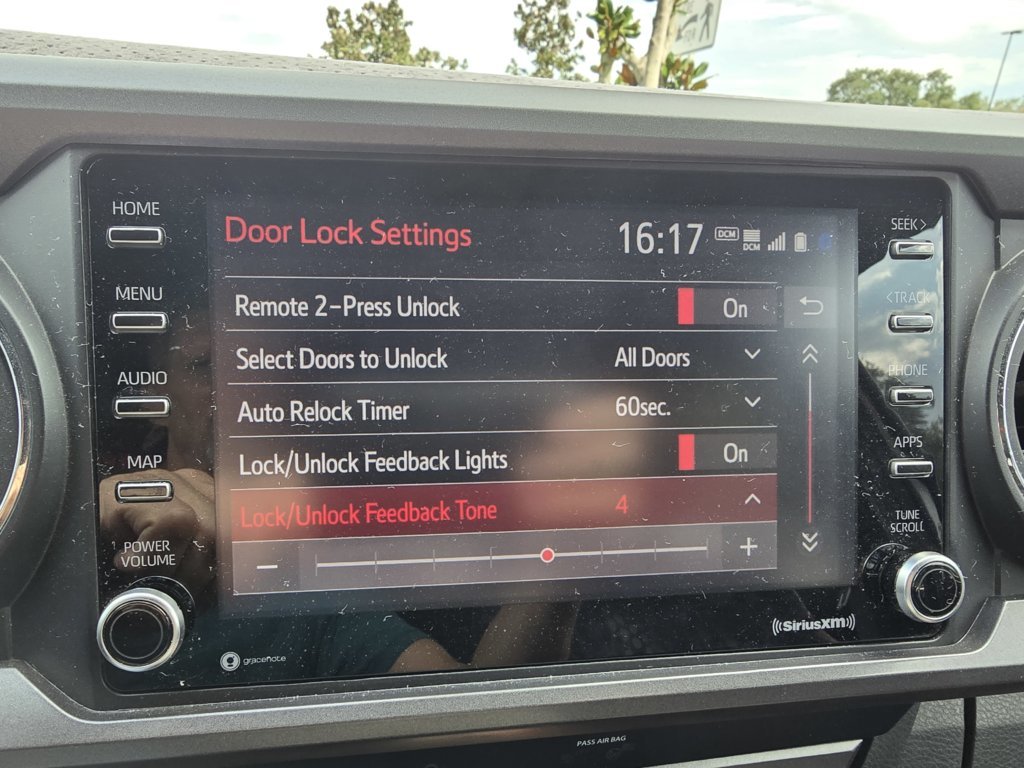 HOME
MENU
AUDIO
MAP
POWER
VOLUME
Door Lock Settings
16:17
DCM
DCM
Remote 2-Press Unlock On
Select Doors to Unlock All Doors
Auto Relock Timer 60sec.
Lock/Unlock Feedback Lights On
Lock/Unlock Feedback Tone 4
− +
SEEK >
< TRACK
PHONE
APPS
TUNE
SCROLL
gracenote
((SiriusXM))
PASS AIR BAG